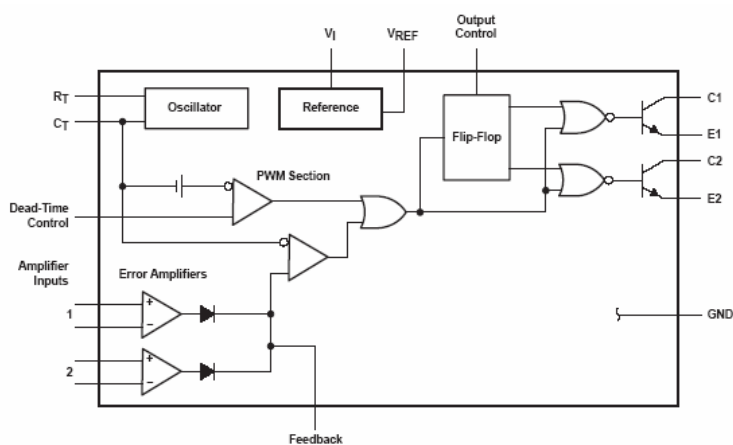 Output
Control
VI
VREF
RT
CT
Oscillator
Reference
Flip-Flop
C1
E1
C2
E2
PWM Section
Dead-Time
Control
Amplifier
Inputs
Error Amplifiers
+
−
1
+
−
2
GND
Feedback